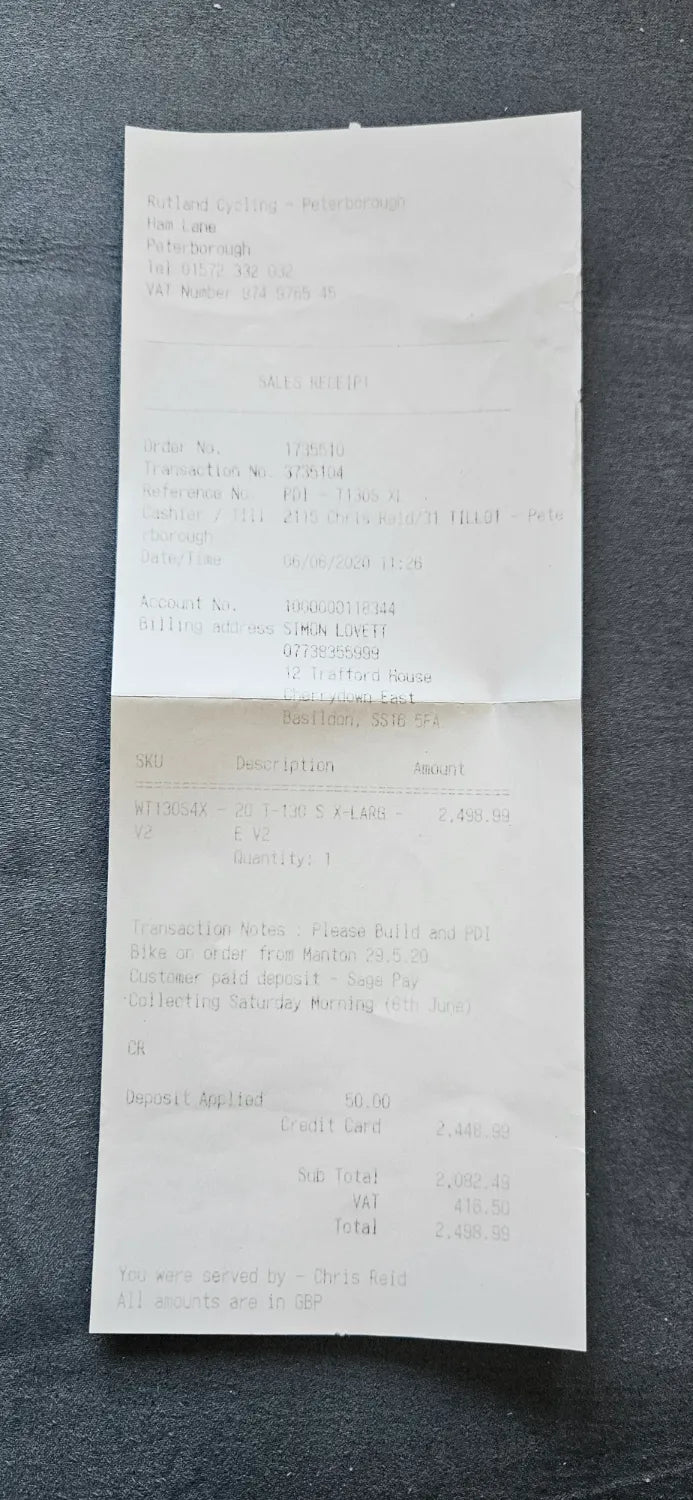 Rutland Cycling - Peterborough
Ham Lane
Peterborough
Tel 01572 332 032
VAT Number 974 9765 45
SALES RECEIPT
Order No. 1735510
Transaction No. 3735104
Reference No. PDI - T130S XL
Cashier / Till 2115 Chris Reid/31 TILL01 - Pete
rborough
Date/Time 06/06/2020 11:26
Account No. 1000000118344
Billing address SIMON LOVETT
07738355999
12 Trafford House
Cherrydown East
Basildon, SS16 5FA
SKU Description Amount
WT130S4X - 20 T-130 S X-LARG - 2,498.99
V2 E V2
Quantity: 1
Transaction Notes : Please Build and PDI
Bike on order from Manton 29.5.20
Customer paid deposit - Sage Pay
Collecting Saturday Morning (6th June)
CR
Deposit Applied 50.00
Credit Card 2,448.99
Sub Total 2,082.49
VAT 416.50
Total 2,498.99
You were served by - Chris Reid
All amounts are in GBP